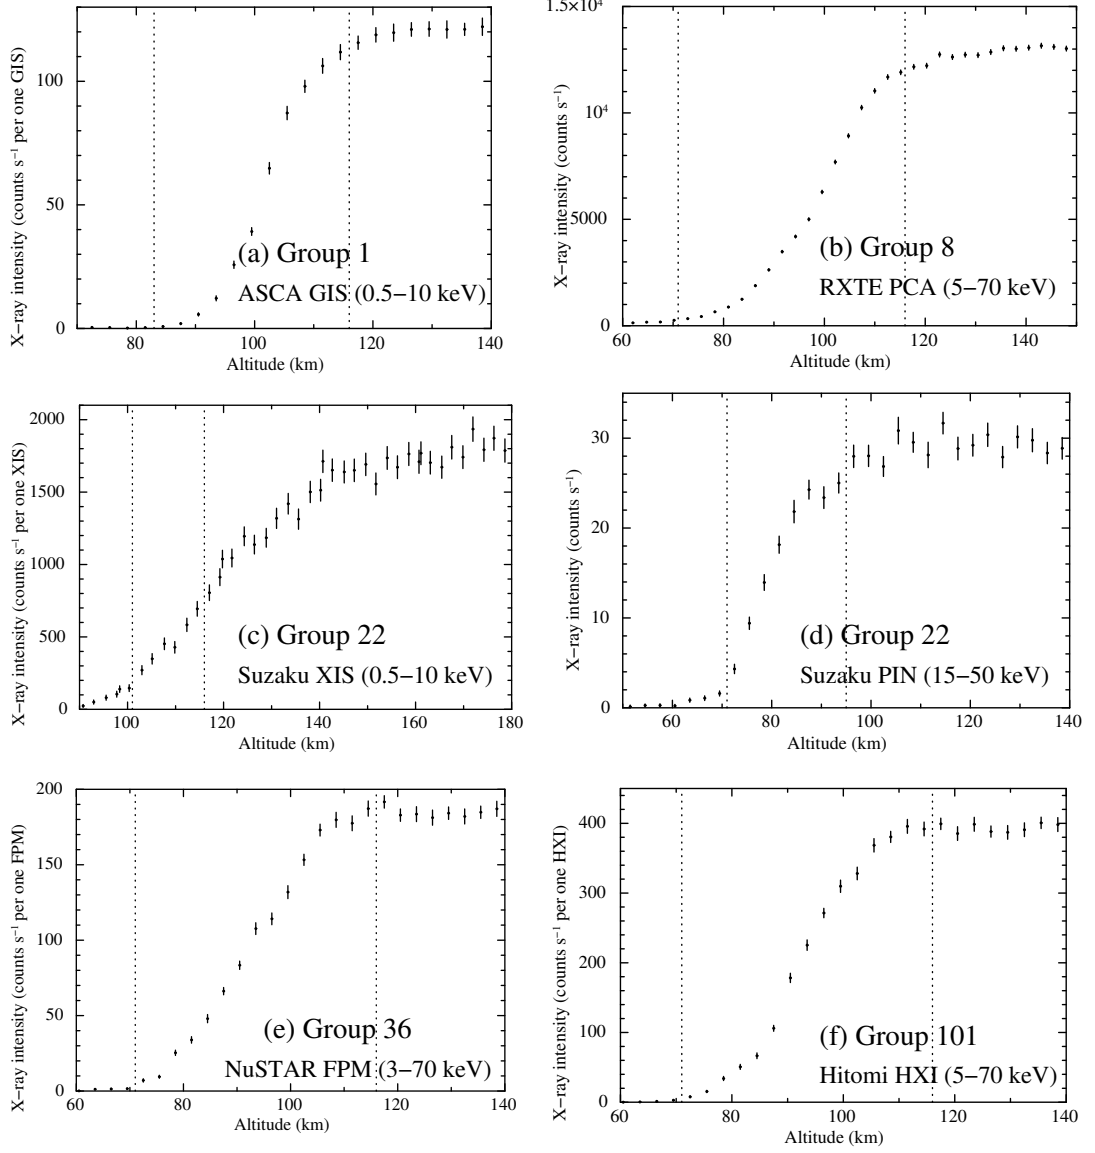 X−ray intensity (counts s⁻¹ per one GIS)
100
50
0
80
100
120
140
Altitude (km)
(a) Group 1
ASCA GIS (0.5−10 keV)
X−ray intensity (counts s⁻¹)
1.5×10⁴
10⁴
5000
0
60
80
100
120
140
Altitude (km)
(b) Group 8
RXTE PCA (5−70 keV)
X−ray intensity (counts s⁻¹ per one XIS)
2000
1500
1000
500
0
100
120
140
160
180
Altitude (km)
(c) Group 22
Suzaku XIS (0.5−10 keV)
X−ray intensity (counts s⁻¹)
30
20
10
0
60
80
100
120
140
Altitude (km)
(d) Group 22
Suzaku PIN (15−50 keV)
X−ray intensity (counts s⁻¹ per one FPM)
200
150
100
50
0
60
80
100
120
140
Altitude (km)
(e) Group 36
NuSTAR FPM (3−70 keV)
X−ray intensity (counts s⁻¹ per one HXI)
400
300
200
100
0
60
80
100
120
140
Altitude (km)
(f) Group 101
Hitomi HXI (5−70 keV)